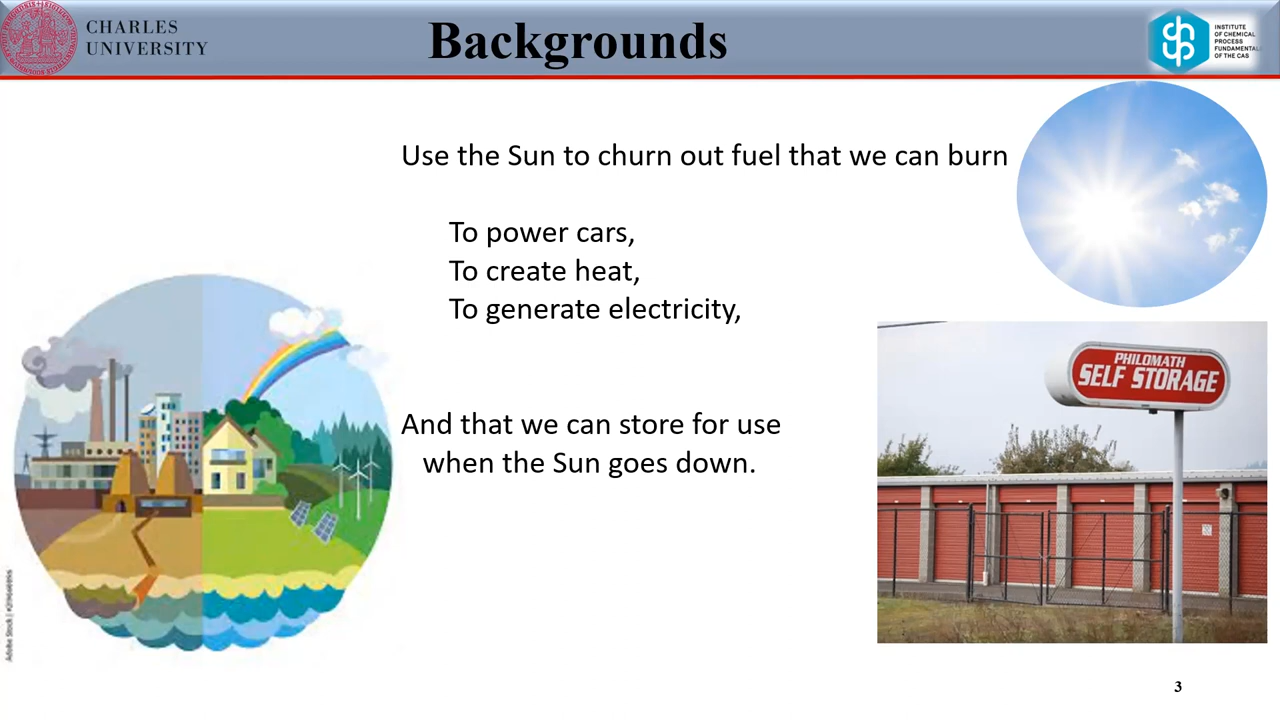 CHARLES
UNIVERSITY
Backgrounds
INSTITUTE
OF CHEMICAL
PROCESS
FUNDAMENTAL
OF THE CAS
Use the Sun to churn out fuel that we can burn
To power cars,
To create heat,
To generate electricity,
And that we can store for use
when the Sun goes down.
PHILOMATH
SELF STORAGE
Adobe Stock |
3